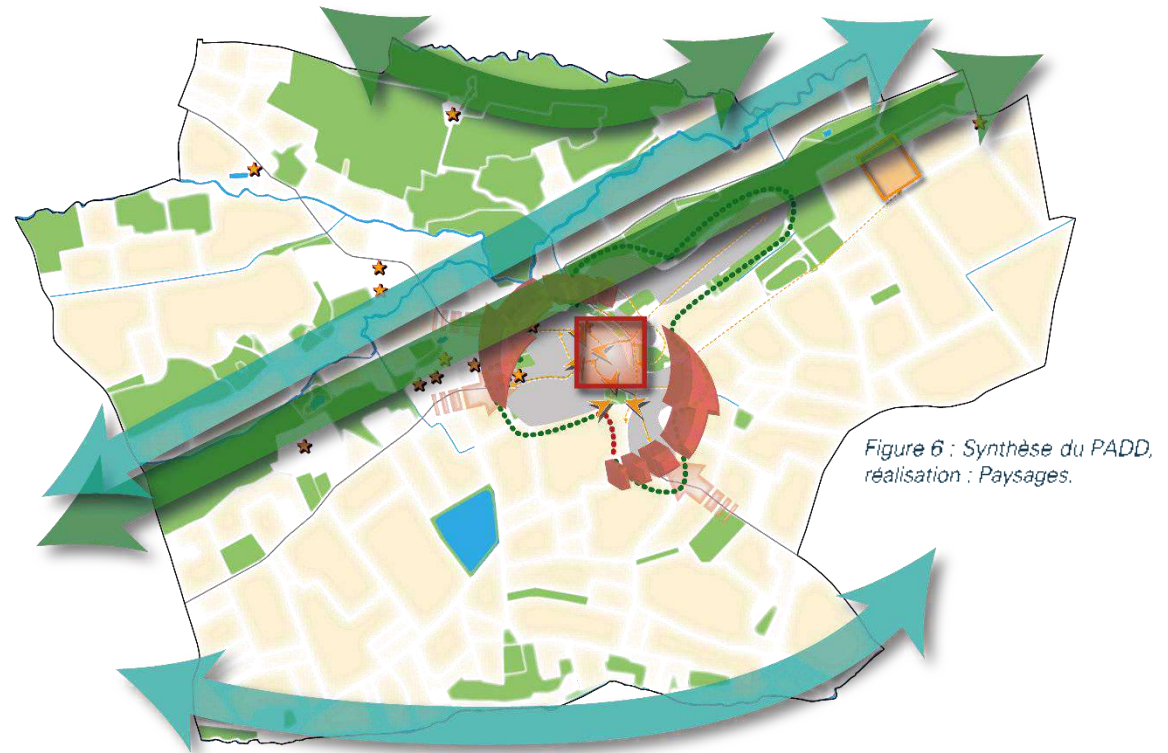 Figure 6 : Synthèse du PADD,
réalisation : Paysages.